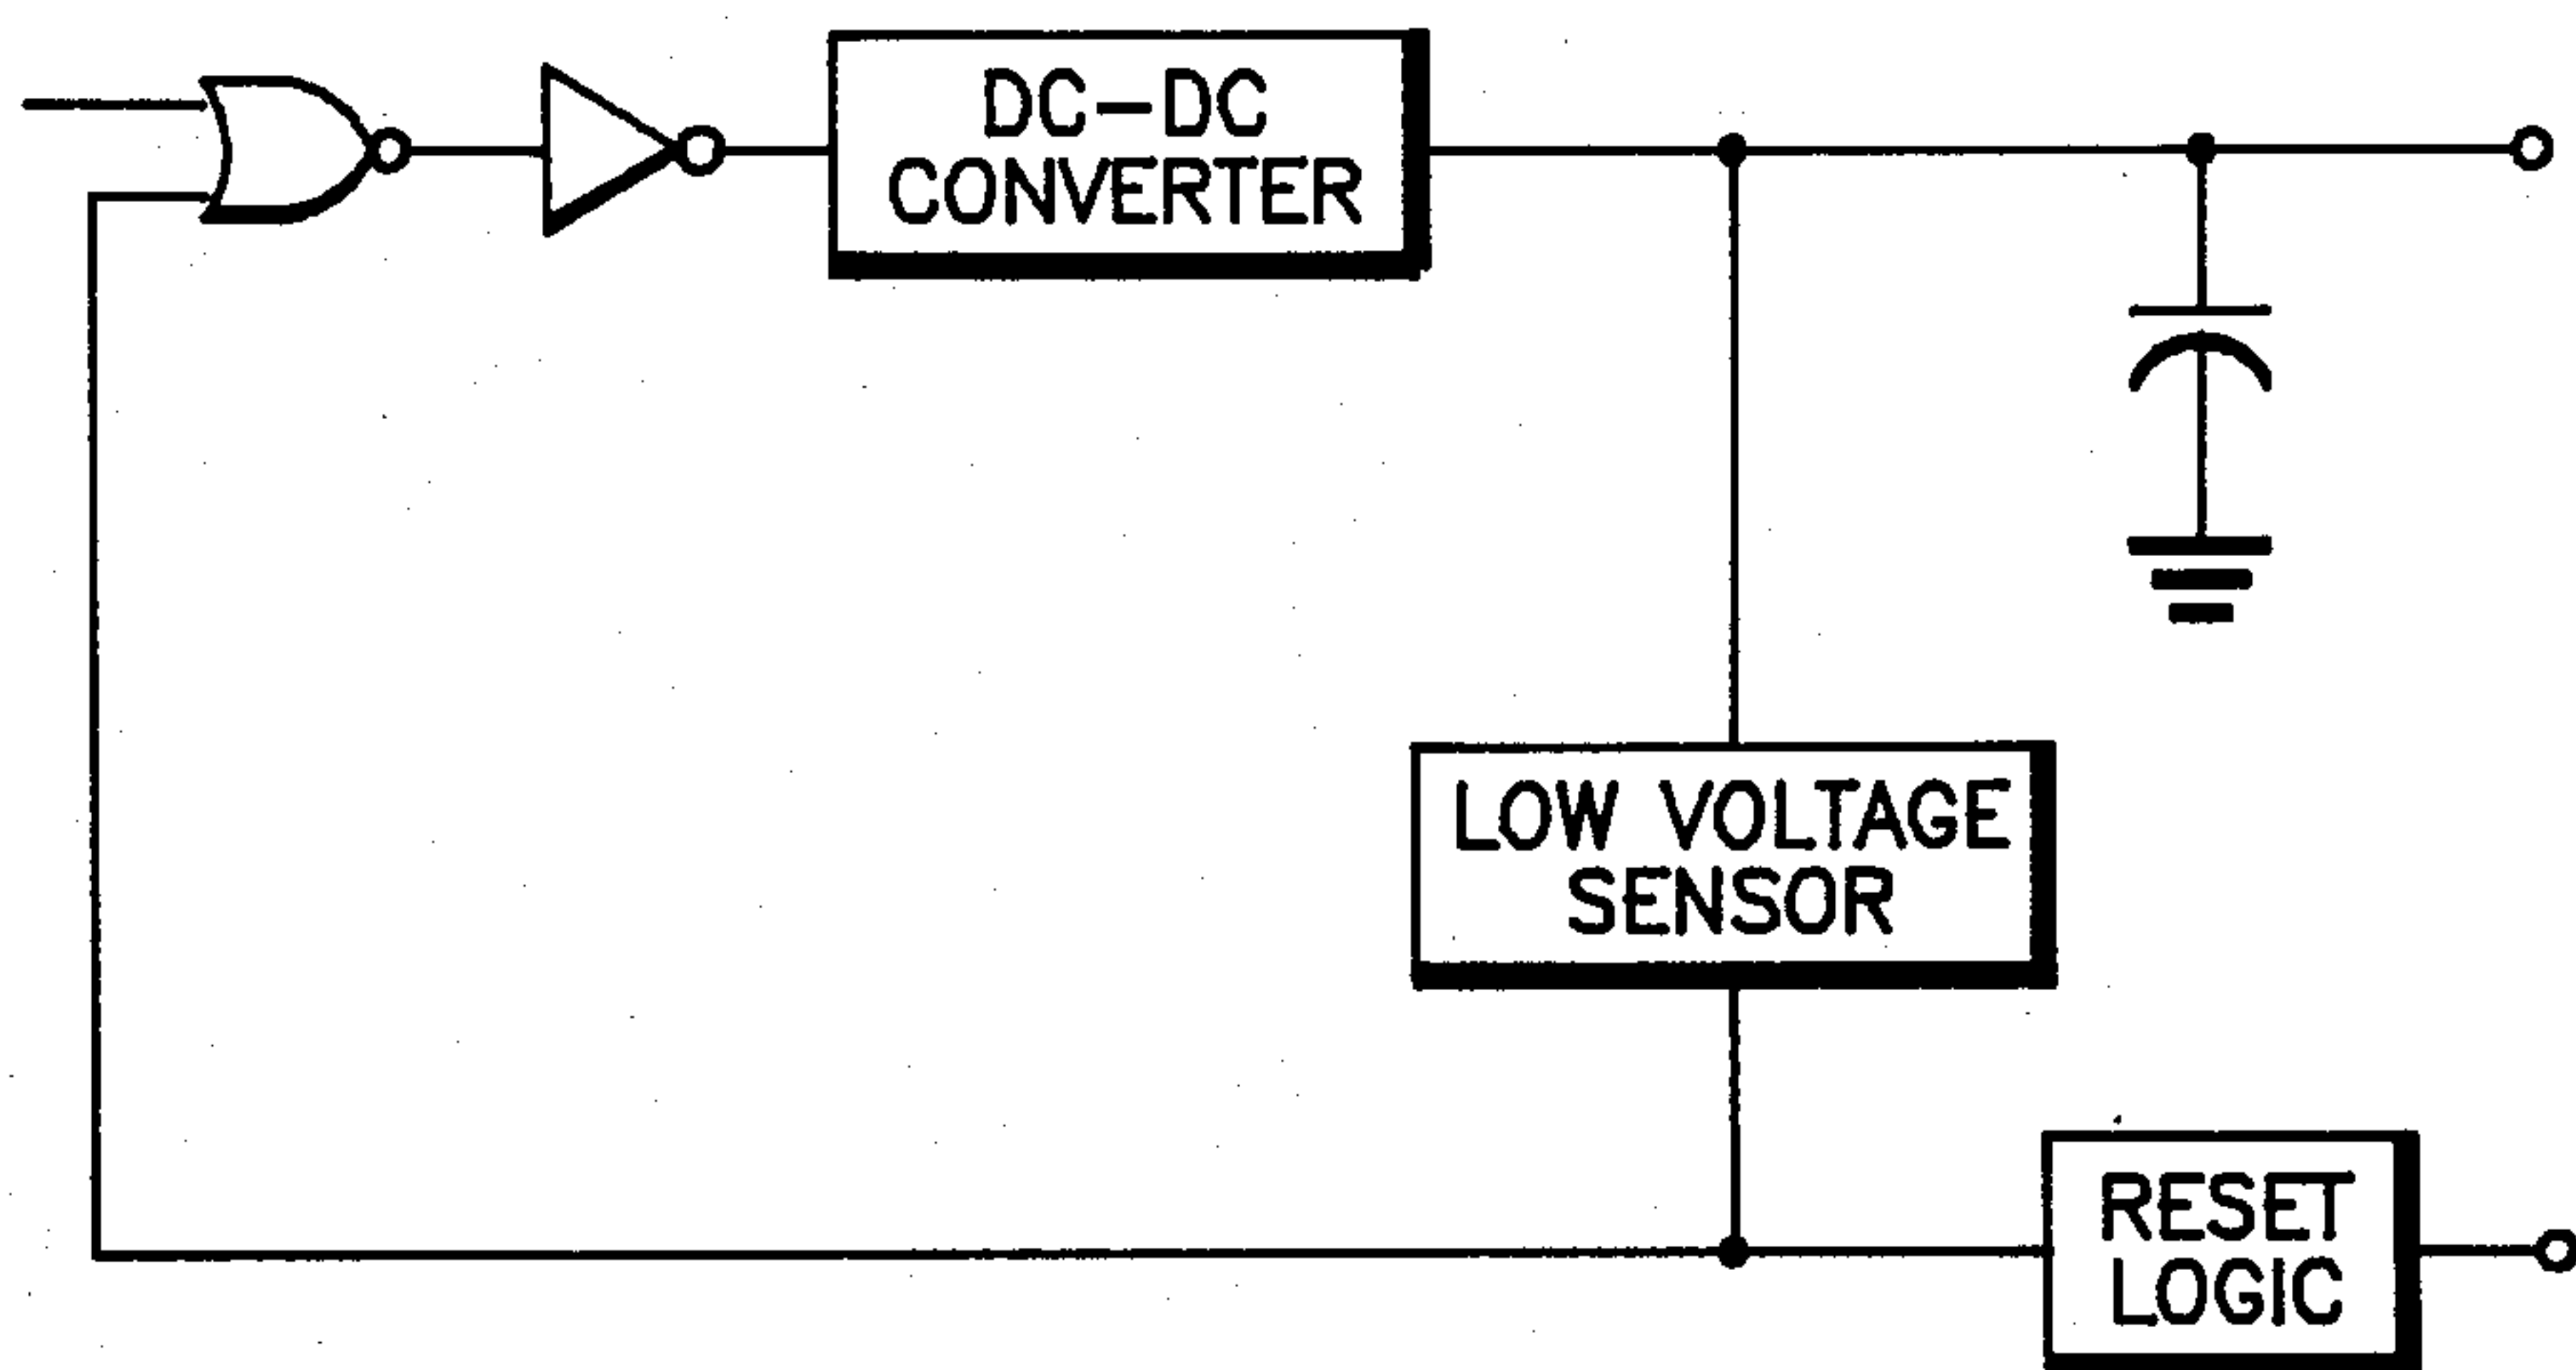 DC-DC
CONVERTER
LOW VOLTAGE
SENSOR
RESET
LOGIC